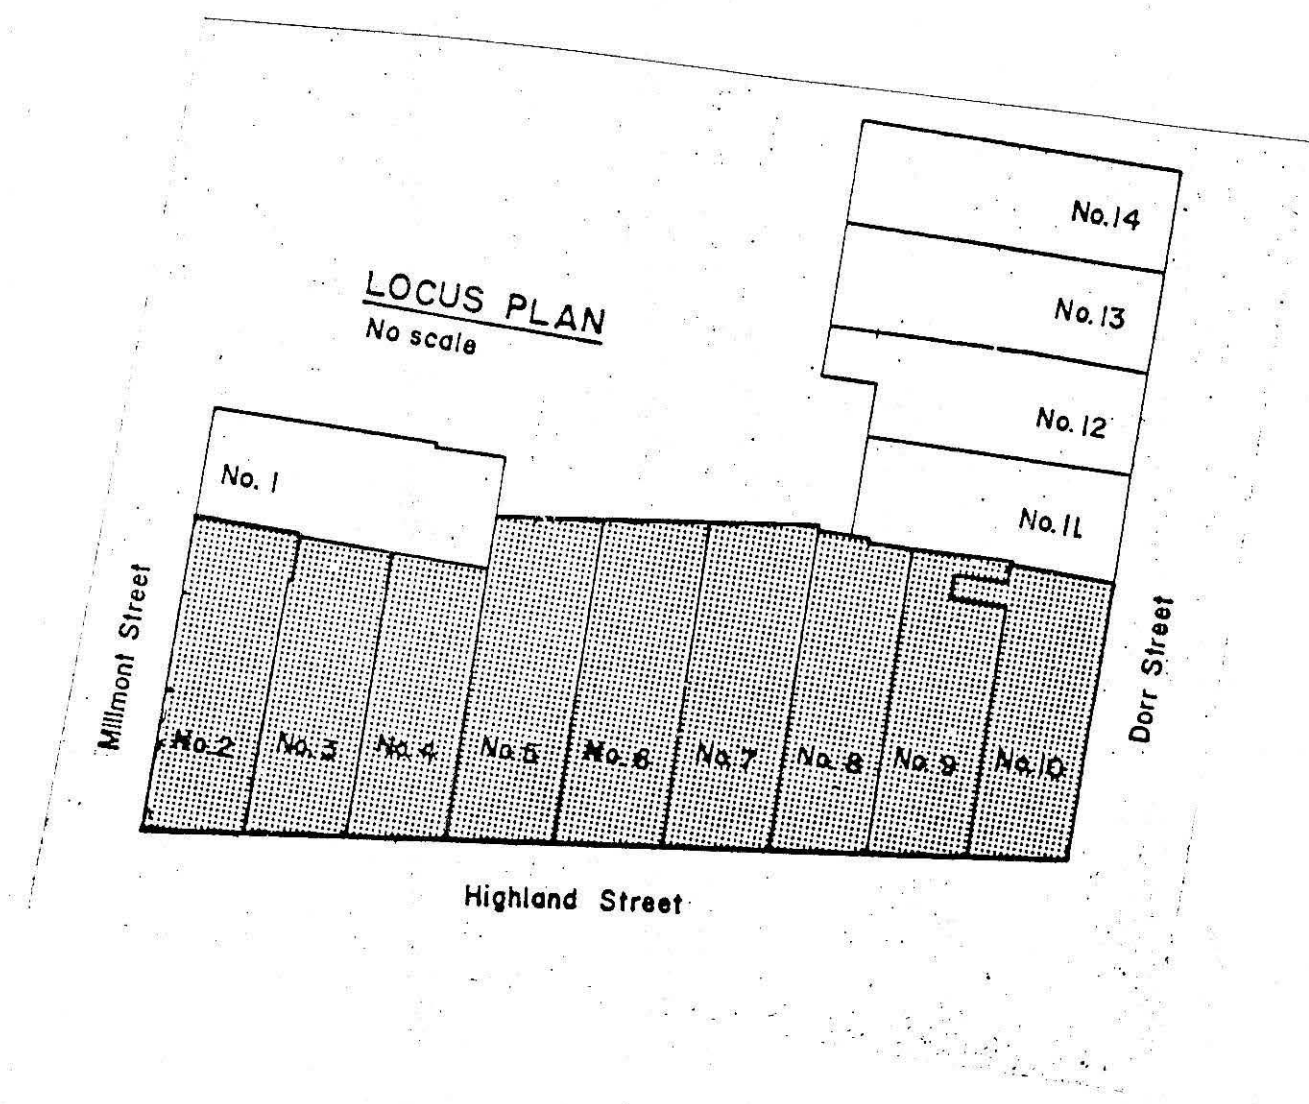 No.14
LOCUS PLAN
No scale
No.13
No.12
No. 1
No.11
Millmont Street
Dorr Street
No.2 No.3 No.4 No.5 No.6 No.7 No.8 No.9 No.10
Highland Street